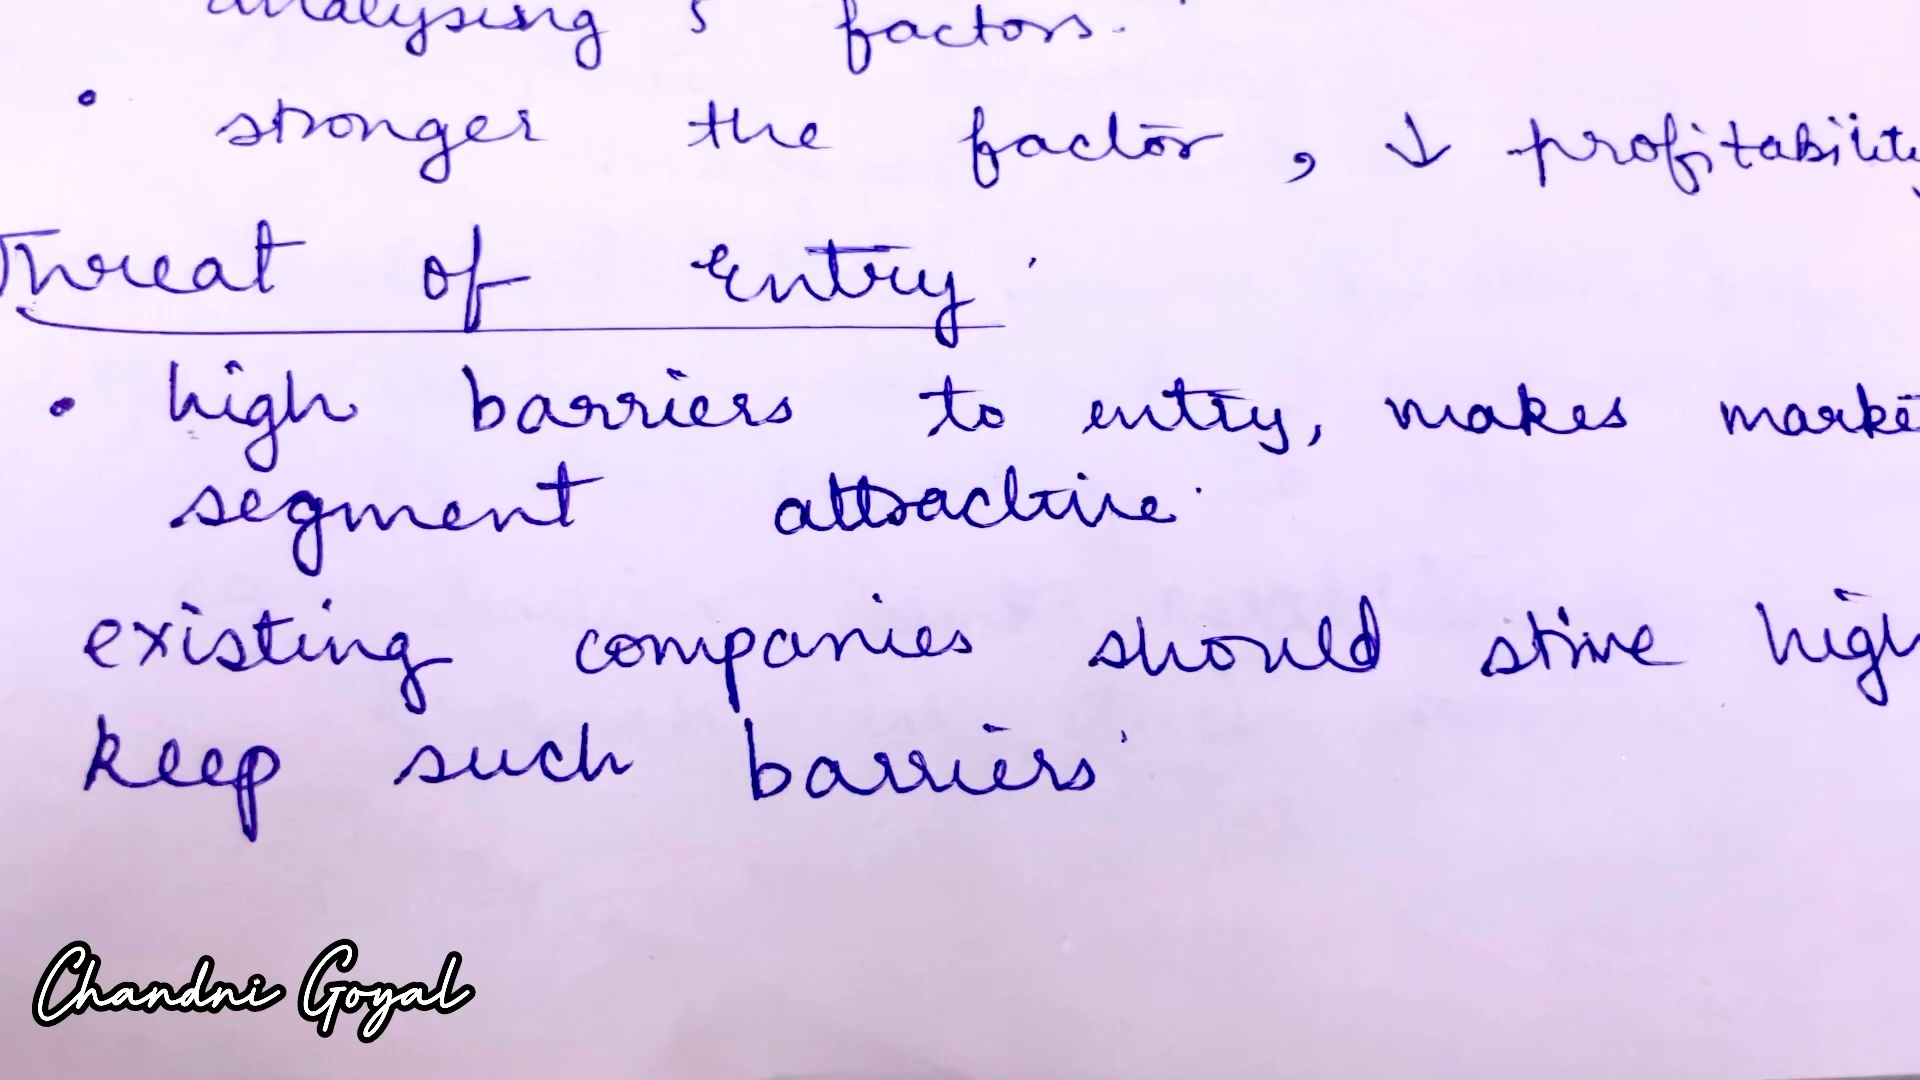 analysing 5 factors.
• stronger the factor, ↓ profitability
Threat of Entry
• high barriers to entry, makes marke
segment attractive.
existing companies should strive high
keep such barriers
Chandni Goyal